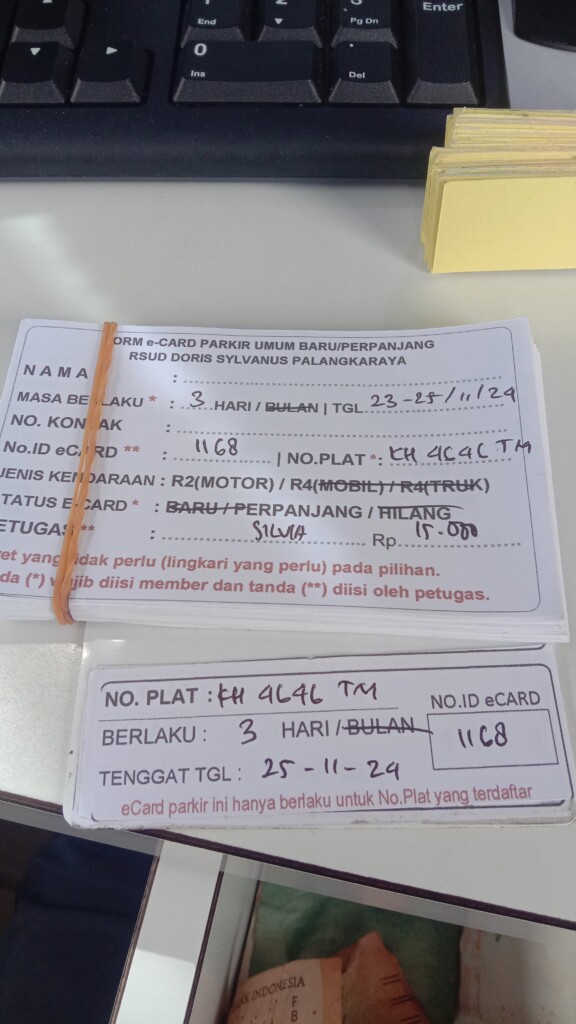 Enter
End
Pg Dn
0
Ins
.
Del
ORM e-CARD PARKIR UMUM BARU/PERPANJANG
RSUD DORIS SYLVANUS PALANGKARAYA
NAMA :
MASA BERLAKU * : 3 HARI / BULAN | TGL 23-25/11/24
NO. KONTAK :
No.ID eCARD ** : 1168 | NO.PLAT *: KH 4646 TM
JENIS KENDARAAN : R2(MOTOR) / R4(MOBIL) / R4(TRUK)
STATUS E-CARD * : BARU / PERPANJANG / HILANG
PETUGAS ** : SILVIA Rp 15.000
ret yang tidak perlu (lingkari yang perlu) pada pilihan.
da (*) wajib diisi member dan tanda (**) diisi oleh petugas.
NO. PLAT : KH 4646 TM
NO.ID eCARD
BERLAKU : 3 HARI / BULAN
1168
TENGGAT TGL : 25-11-24
eCard parkir ini hanya berlaku untuk No.Plat yang terdaftar
INDONESIA
F
B